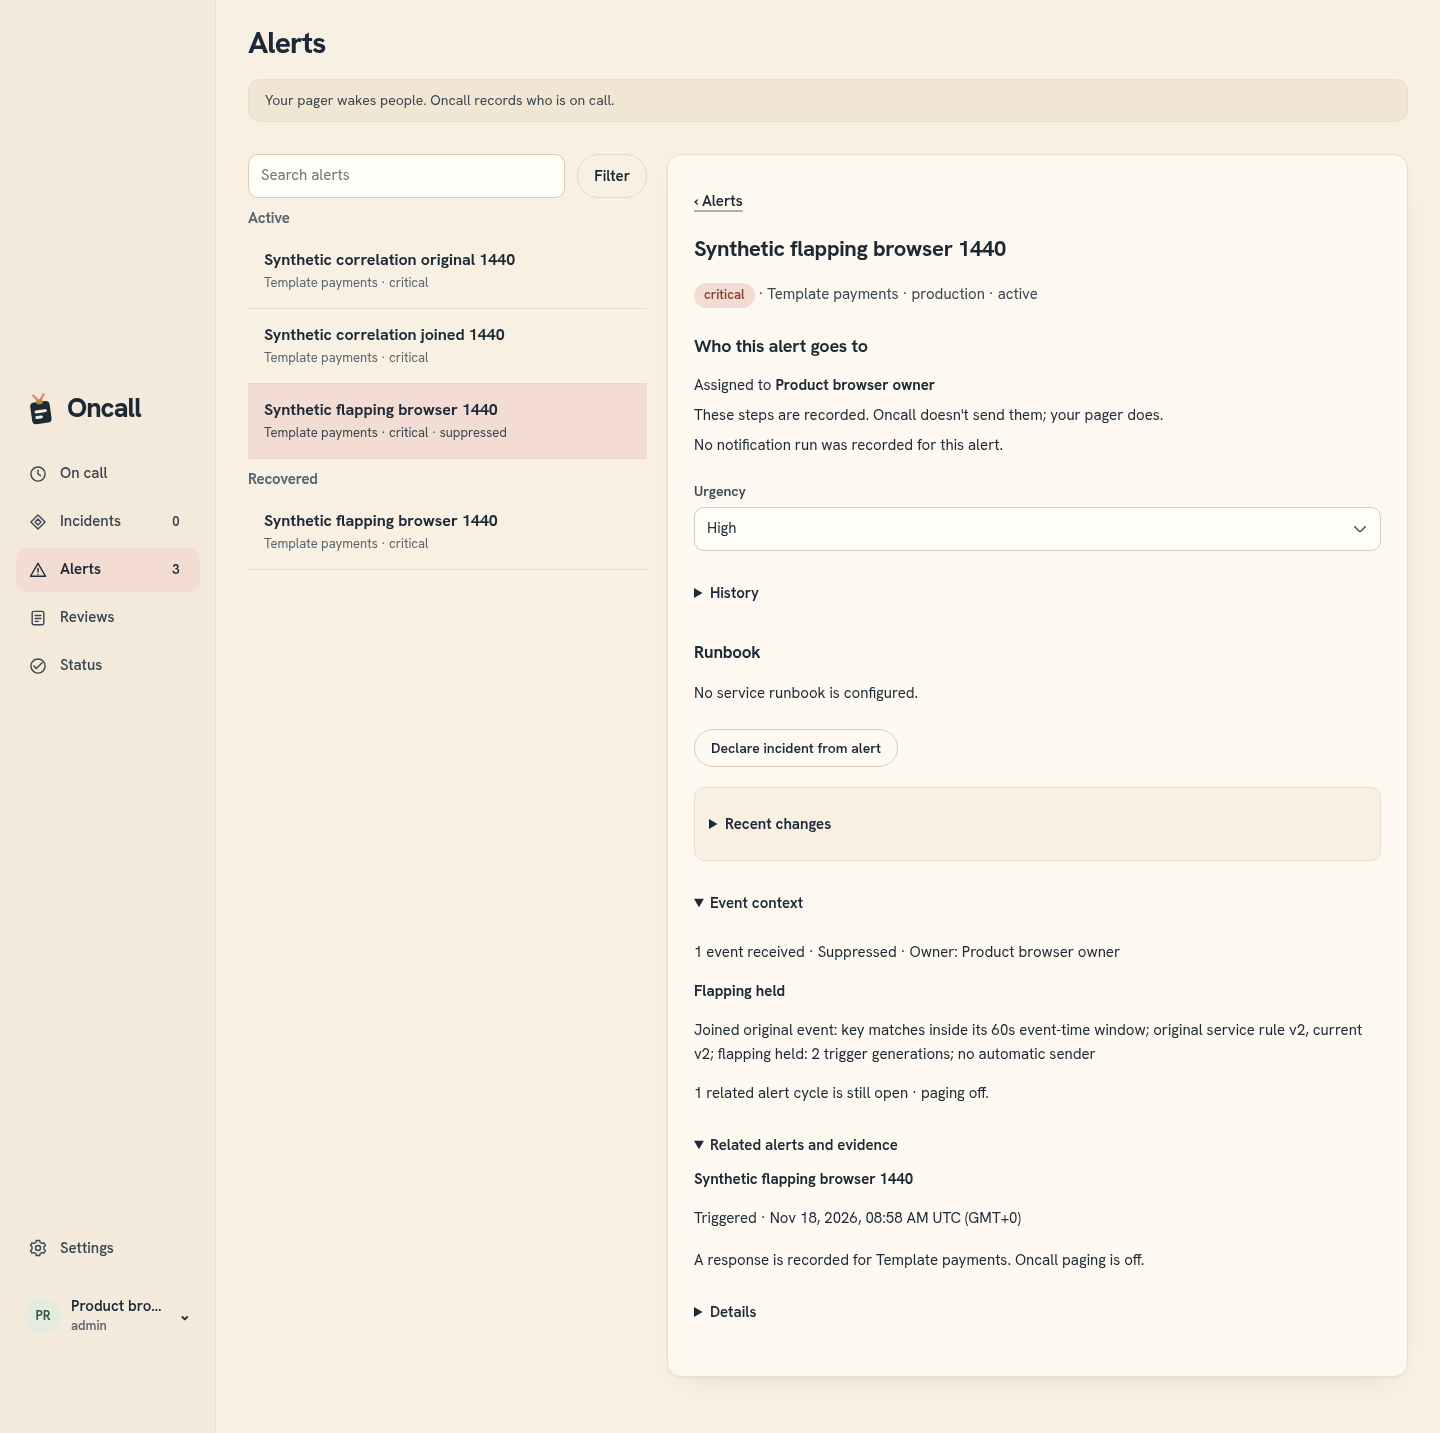 Oncall
On call
Incidents 0
Alerts 3
Reviews
Status
Settings
PR
Product bro...
admin
Alerts
Your pager wakes people. Oncall records who is on call.
Search alerts
Filter
Active
Synthetic correlation original 1440
Template payments · critical
Synthetic correlation joined 1440
Template payments · critical
Synthetic flapping browser 1440
Template payments · critical · suppressed
Recovered
Synthetic flapping browser 1440
Template payments · critical
‹ Alerts
Synthetic flapping browser 1440
critical · Template payments · production · active
Who this alert goes to
Assigned to Product browser owner
These steps are recorded. Oncall doesn't send them; your pager does.
No notification run was recorded for this alert.
Urgency
High
History
Runbook
No service runbook is configured.
Declare incident from alert
Recent changes
Event context
1 event received · Suppressed · Owner: Product browser owner
Flapping held
Joined original event: key matches inside its 60s event-time window; original service rule v2, current
v2; flapping held: 2 trigger generations; no automatic sender
1 related alert cycle is still open · paging off.
Related alerts and evidence
Synthetic flapping browser 1440
Triggered · Nov 18, 2026, 08:58 AM UTC (GMT+0)
A response is recorded for Template payments. Oncall paging is off.
Details